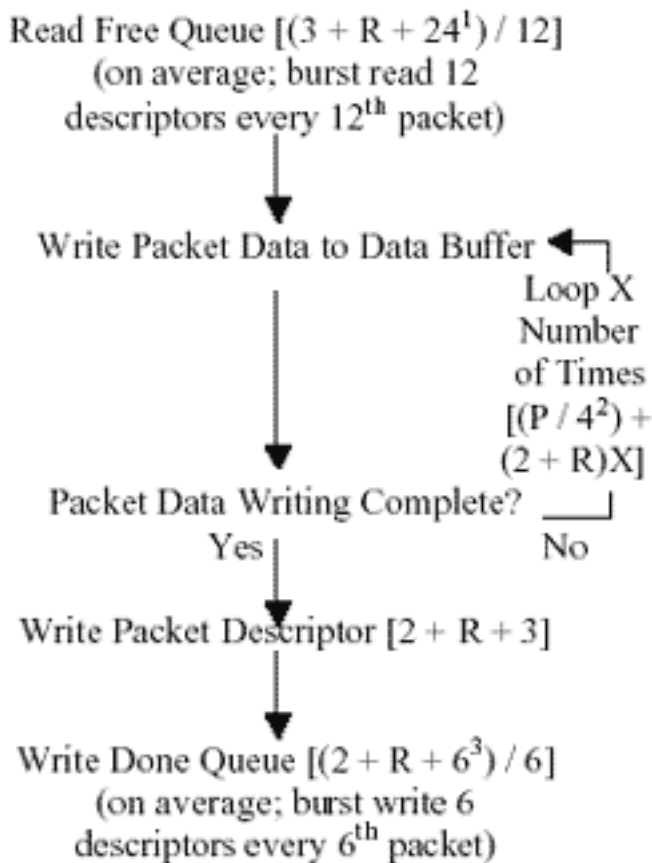 Read Free Queue [(3 + R + 24¹) / 12]
(on average; burst read 12
descriptors every 12ᵗʰ packet)
Write Packet Data to Data Buffer
Loop X
Number
of Times
[(P / 4²) +
(2 + R)X]
Packet Data Writing Complete?
Yes
No
Write Packet Descriptor [2 + R + 3]
Write Done Queue [(2 + R + 6³) / 6]
(on average; burst write 6
descriptors every 6ᵗʰ packet)